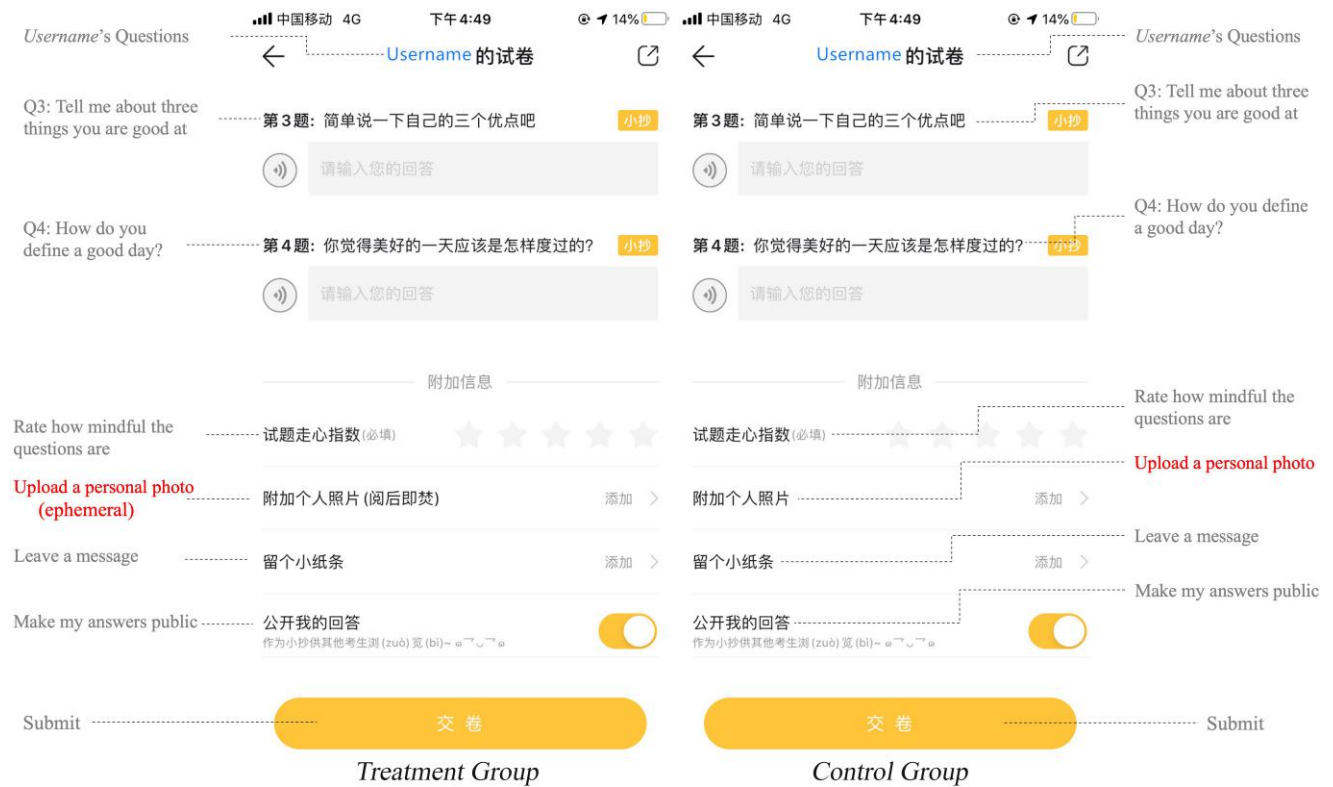 中国移动 4G 下午4:49 14%
Username 的试卷
第3题: 简单说一下自己的三个优点吧 小抄
请输入您的回答
第4题: 你觉得美好的一天应该是怎样度过的? 小抄
请输入您的回答
附加信息
试题走心指数(必填)
附加个人照片(阅后即焚) 添加
留个小纸条 添加
公开我的回答
作为小抄供其他考生浏(zuò)览(bì)~
交 卷
Treatment Group
中国移动 4G 下午4:49 14%
Username 的试卷
第3题: 简单说一下自己的三个优点吧 小抄
请输入您的回答
第4题: 你觉得美好的一天应该是怎样度过的? 小抄
请输入您的回答
附加信息
试题走心指数(必填)
附加个人照片 添加
留个小纸条 添加
公开我的回答
作为小抄供其他考生浏(zuò)览(bì)~
交 卷
Control Group
Username's Questions
Q3: Tell me about three
things you are good at
Q4: How do you
define a good day?
Rate how mindful the
questions are
Upload a personal photo
(ephemeral)
Leave a message
Make my answers public
Submit
Username's Questions
Q3: Tell me about three
things you are good at
Q4: How do you define
a good day?
Rate how mindful the
questions are
Upload a personal photo
Leave a message
Make my answers public
Submit